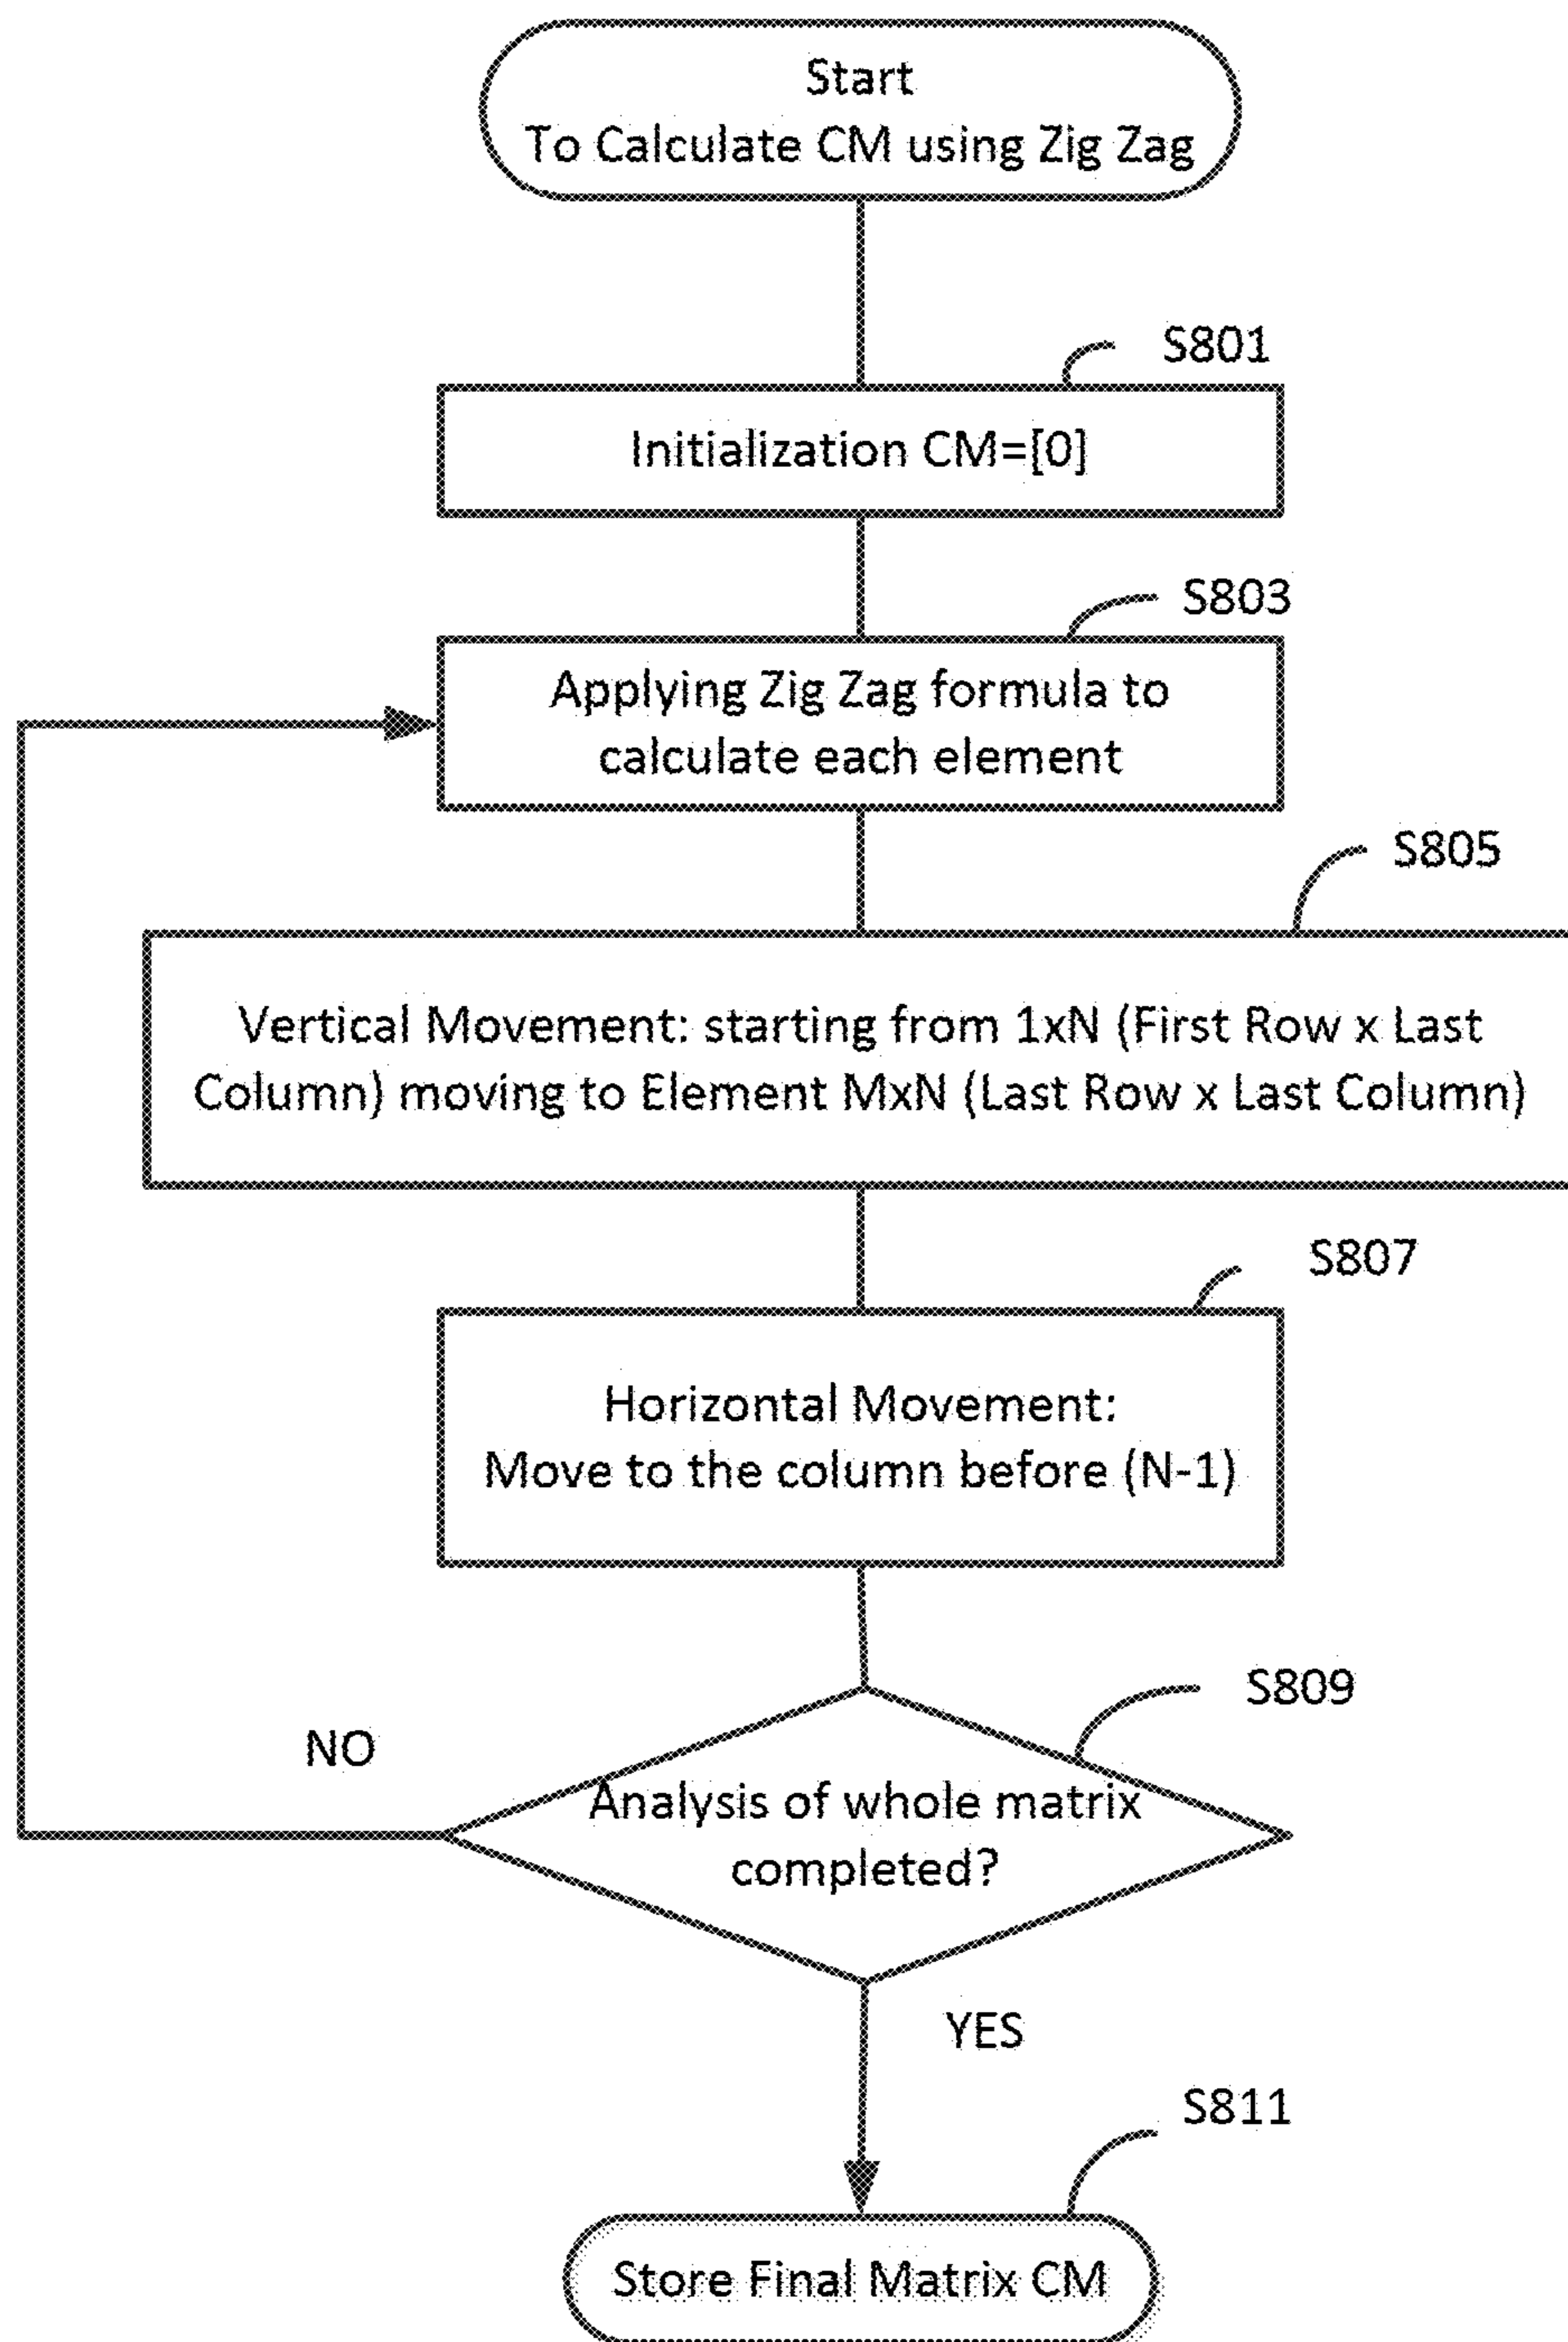 Start
To Calculate CM using Zig Zag
S801
Initialization CM=[0]
S803
Applying Zig Zag formula to
calculate each element
S805
Vertical Movement: starting from 1xN (First Row x Last
Column) moving to Element MxN (Last Row x Last Column)
S807
Horizontal Movement:
Move to the column before (N-1)
S809
NO
Analysis of whole matrix
completed?
YES
S811
Store Final Matrix CM